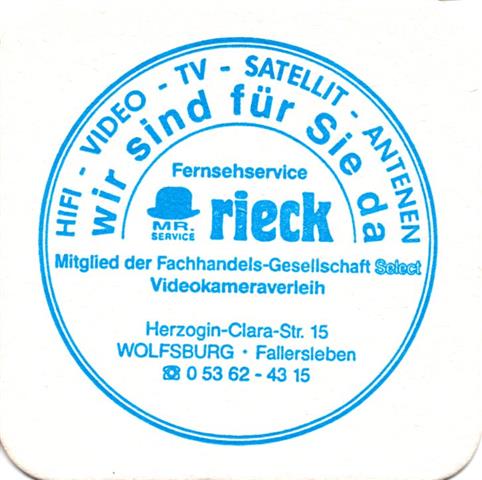 HIFI - VIDEO - TV - SATELLIT - ANTENEN
wir sind für Sie da
Fernsehservice
MR.
SERVICE
rieck
Mitglied der Fachhandels-Gesellschaft Select
Videokameraverleih
Herzogin-Clara-Str. 15
WOLFSBURG · Fallersleben
☎ 0 53 62 - 43 15